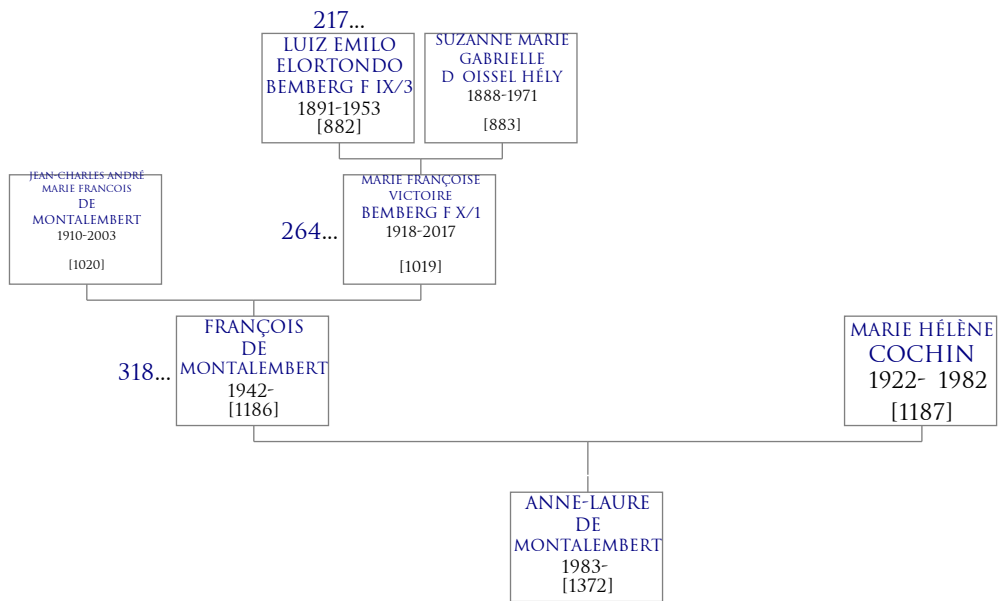 217...
LUIZ EMILO
ELORTONDO
BEMBERG F IX/3
1891-1953
[882]
SUZANNE MARIE
GABRIELLE
D OISSEL HÉLY
1888-1971
[883]
JEAN-CHARLES ANDRÉ
MARIE FRANCOIS
DE
MONTALEMBERT
1910-2003
[1020]
264...
MARIE FRANÇOISE
VICTOIRE
BEMBERG F X/1
1918-2017
[1019]
318...
FRANÇOIS
DE
MONTALEMBERT
1942-
[1186]
MARIE HÉLÈNE
COCHIN
1922- 1982
[1187]
ANNE-LAURE
DE
MONTALEMBERT
1983-
[1372]